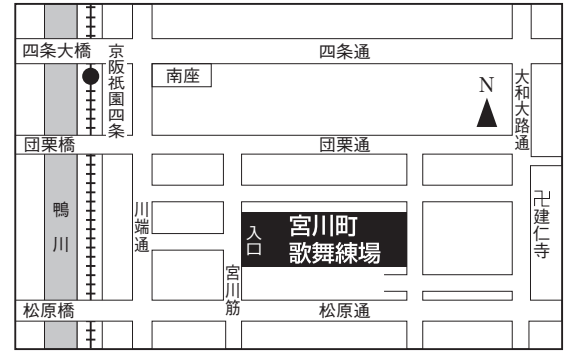 四条大橋
京阪祇園四条
四条通
南座
N
大和大路通
団栗橋
団栗通
鴨川
川端通
入口
宮川町
歌舞練場
卍建仁寺
宮川筋
松原橋
松原通